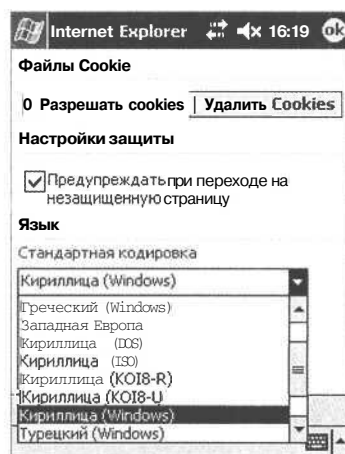 Internet Explorer 16:19 ok
Файлы Cookie
0 Разрешать cookies | Удалить Cookies
Настройки защиты
Предупреждать при переходе на
незащищенную страницу
Язык
Стандартная кодировка
Кириллица (Windows)
Греческий (Windows)
Западная Европа
Кириллица (DOS)
Кириллица (ISO)
Кириллица (KOI8-R)
Кириллица (KOI8-U
Кириллица (Windows)
Турецкий (Windows)